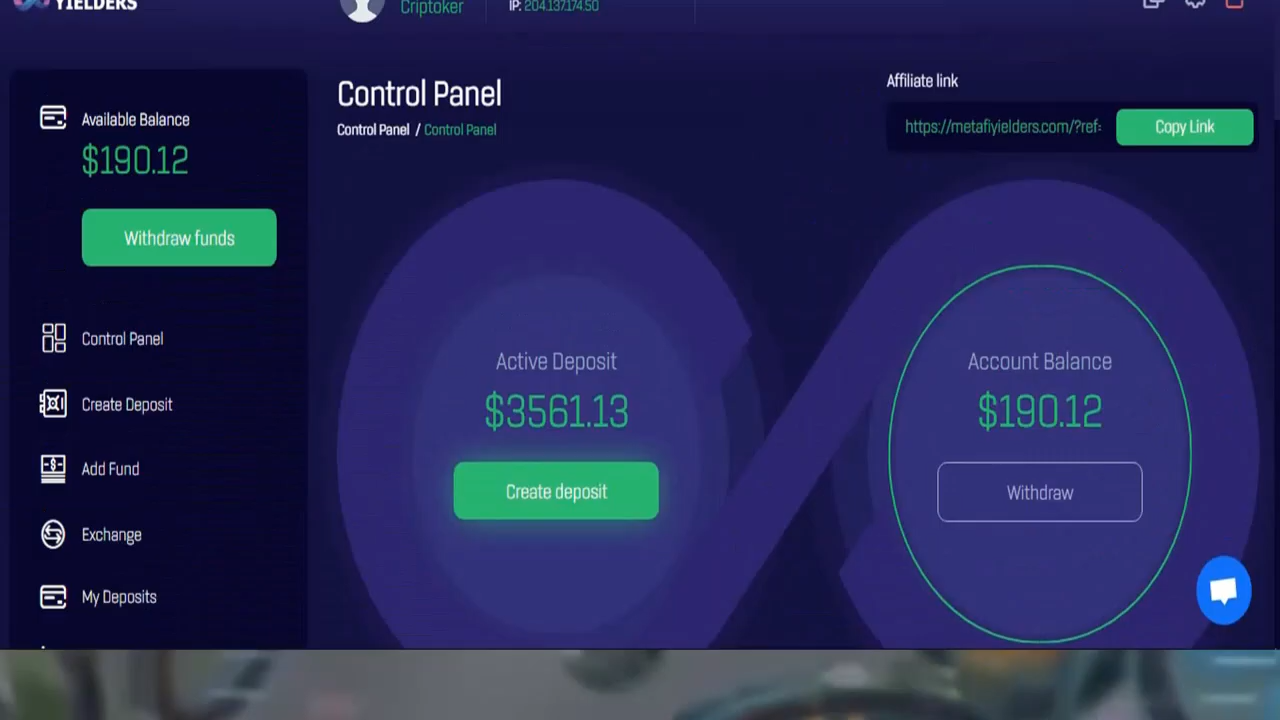 YIELDERS
Criptoker
IP: 204.137.174.50
Available Balance
$190.12
Withdraw funds
Control Panel
Create Deposit
Add Fund
Exchange
My Deposits
Control Panel
Control Panel / Control Panel
Affiliate link
https://metafiyielders.com/?ref:
Copy Link
Active Deposit
$3561.13
Create deposit
Account Balance
$190.12
Withdraw